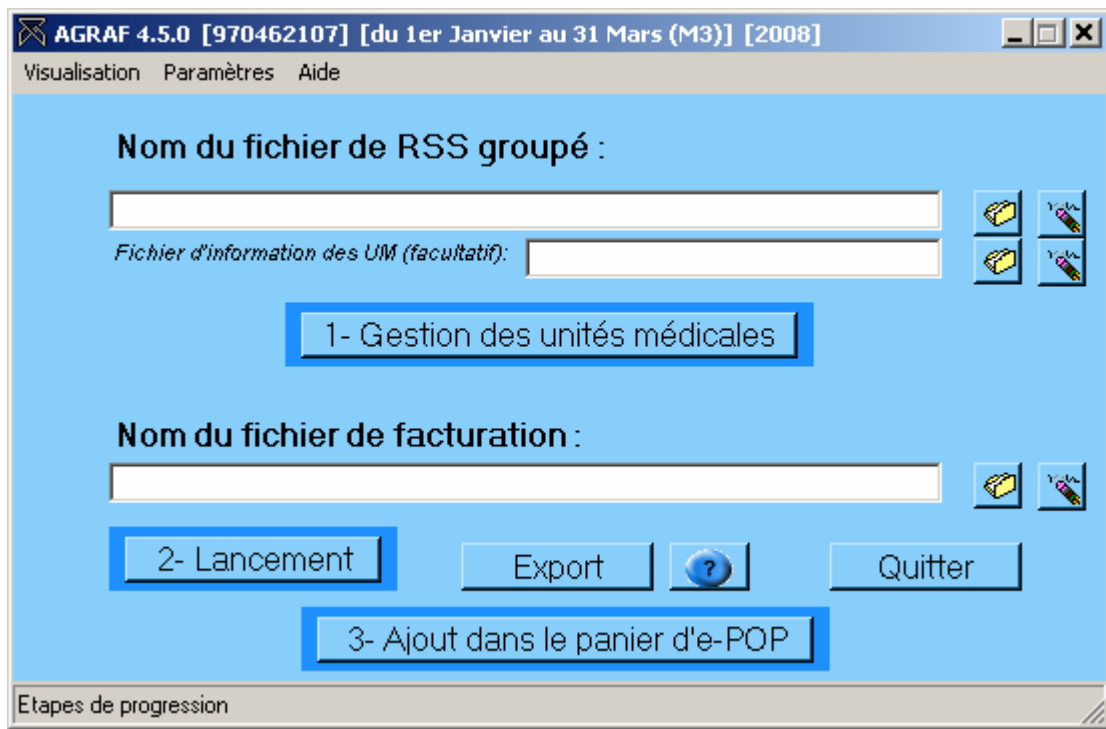 AGRAF 4.5.0 [970462107] [du 1er Janvier au 31 Mars (M3)] [2008]
Visualisation Paramètres Aide
Nom du fichier de RSS groupé :
Fichier d'information des UM (facultatif):
1- Gestion des unités médicales
Nom du fichier de facturation :
2- Lancement Export ? Quitter
3- Ajout dans le panier d'e-POP
Etapes de progression